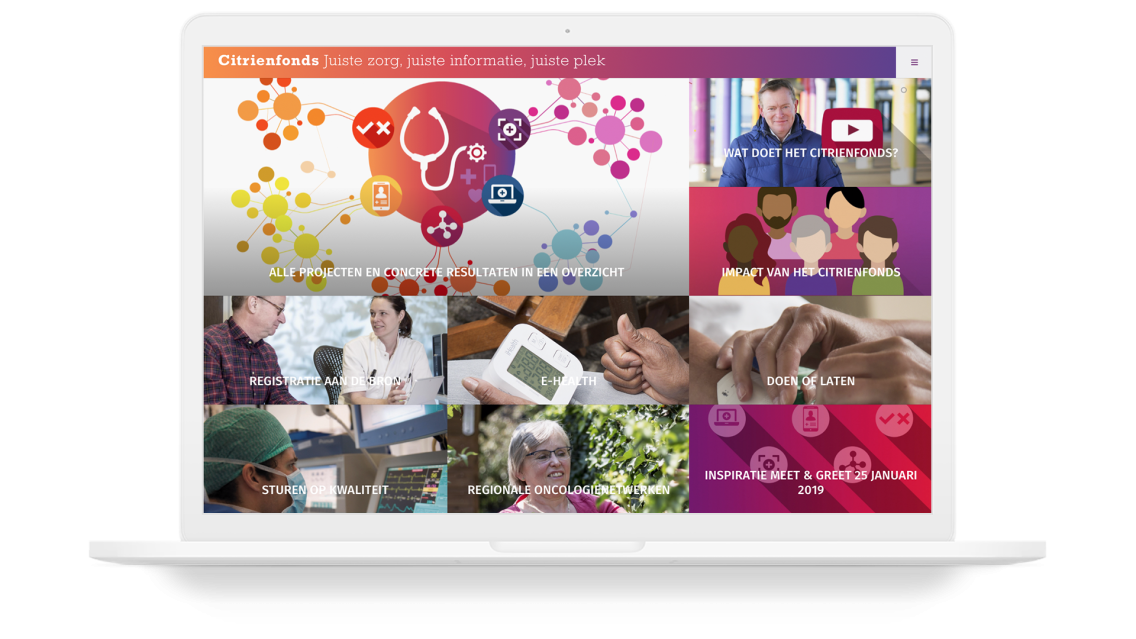 Citrienfonds Juiste zorg, juiste informatie, juiste plek
WAT DOET HET CITRIENFONDS?
ALLE PROJECTEN EN CONCRETE RESULTATEN IN EEN OVERZICHT
IMPACT VAN HET CITRIENFONDS
REGISTRATIE AAN DE BRON
E-HEALTH
DOEN OF LATEN
STUREN OP KWALITEIT
REGIONALE ONCOLOGIENETWERKEN
INSPIRATIE MEET & GREET 25 JANUARI
2019